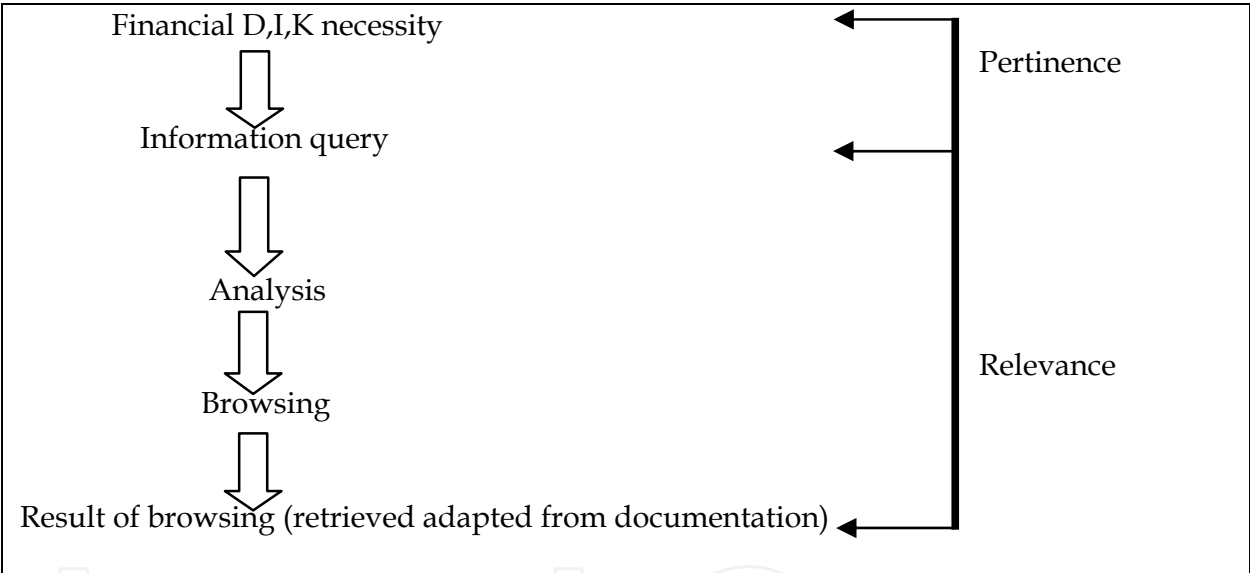 Financial D,I,K necessity
Pertinence
Information query
Analysis
Relevance
Browsing
Result of browsing (retrieved adapted from documentation)